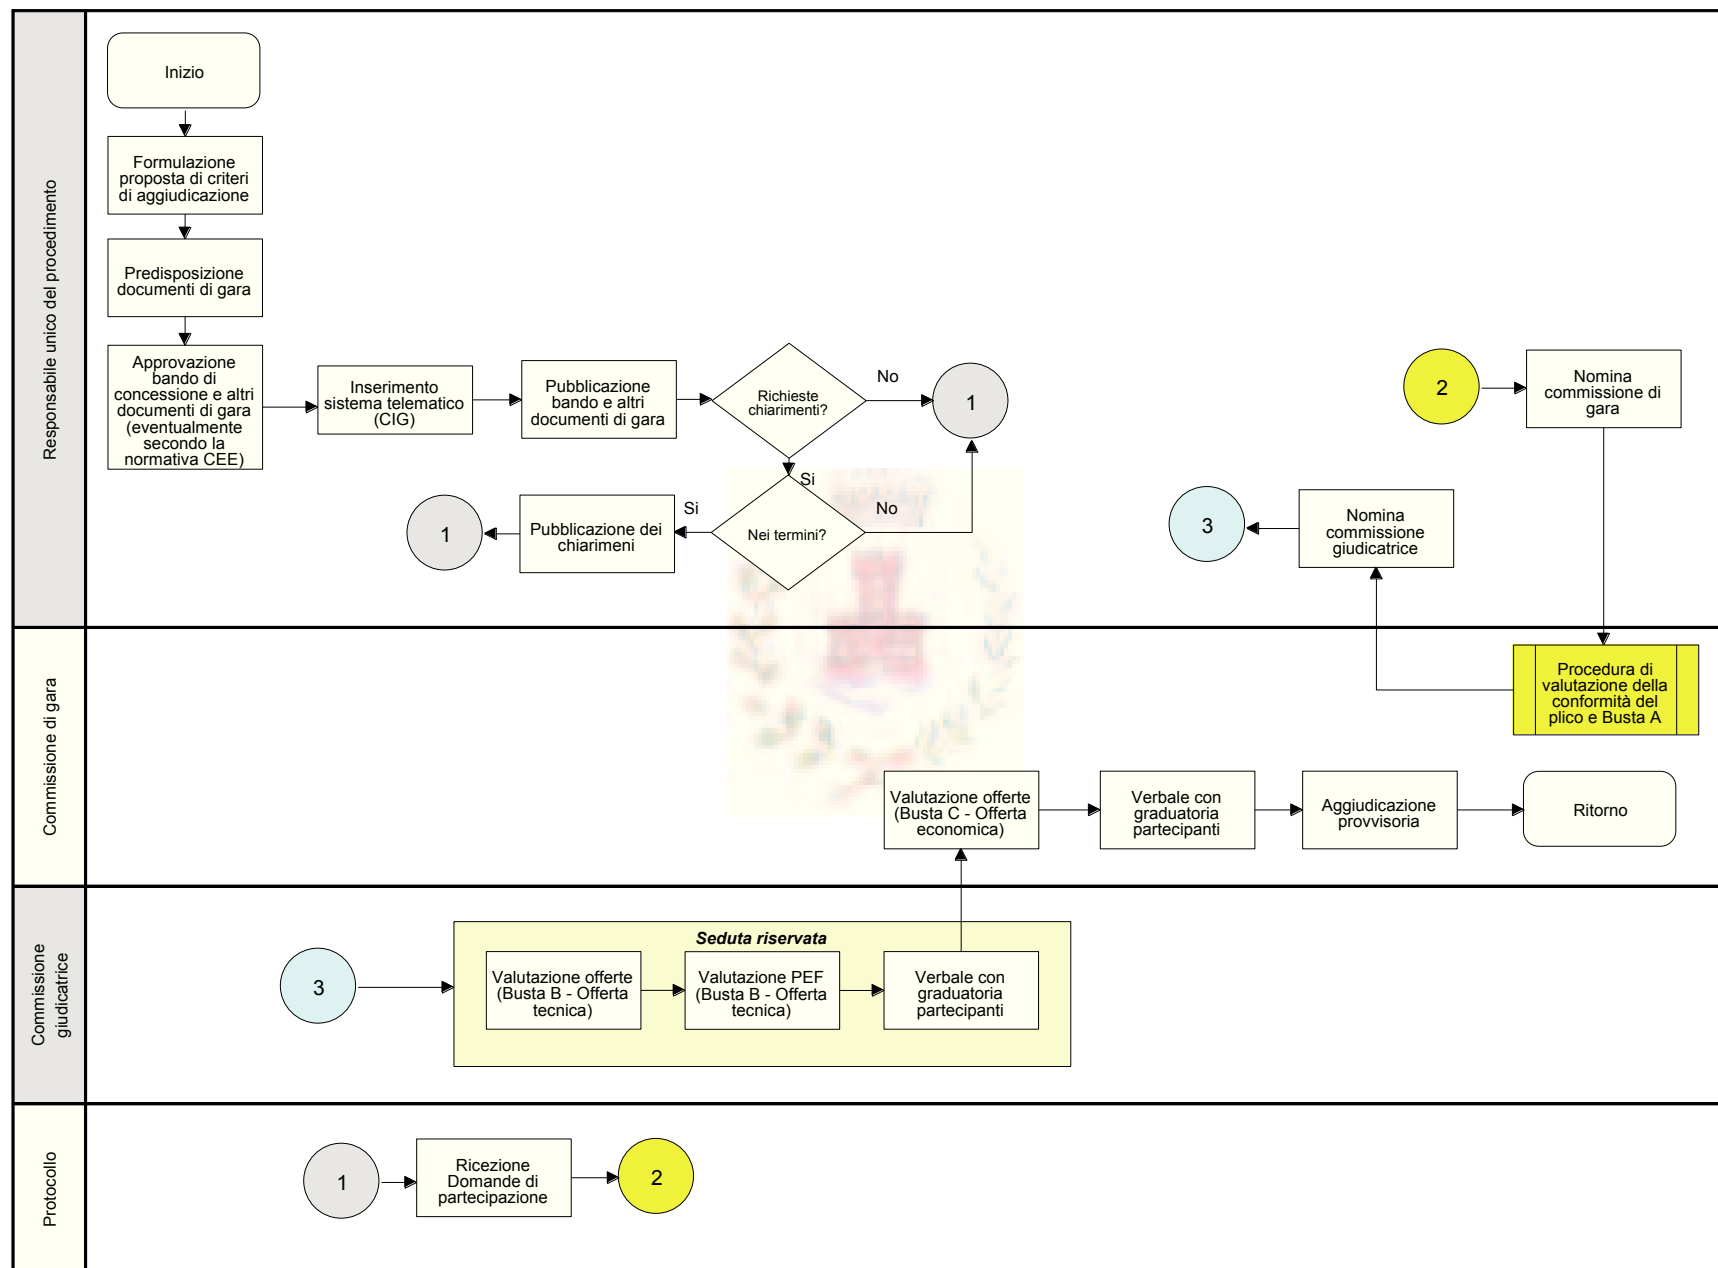 Responsabile unico del procedimento
Inizio
Formulazione
proposta di criteri
di aggiudicazione
Predisposizione
documenti di gara
Approvazione
bando di
concessione e altri
documenti di gara
(eventualmente
secondo la
normativa CEE)
Inserimento
sistema telematico
(CIG)
Pubblicazione
bando e altri
documenti di gara
Richieste
chiarimenti?
No
1
Si
Nei termini?
No
Si
Pubblicazione dei
chiarimeni
1
2
Nomina
commissione di
gara
Nomina
commissione
giudicatrice
3
Commissione di gara
Procedura di
valutazione della
conformità del
plico e Busta A
Valutazione offerte
(Busta C - Offerta
economica)
Verbale con
graduatoria
partecipanti
Aggiudicazione
provvisoria
Ritorno
Commissione
giudicatrice
3
Seduta riservata
Valutazione offerte
(Busta B - Offerta
tecnica)
Valutazione PEF
(Busta B - Offerta
tecnica)
Verbale con
graduatoria
partecipanti
Protocollo
1
Ricezione
Domande di
partecipazione
2